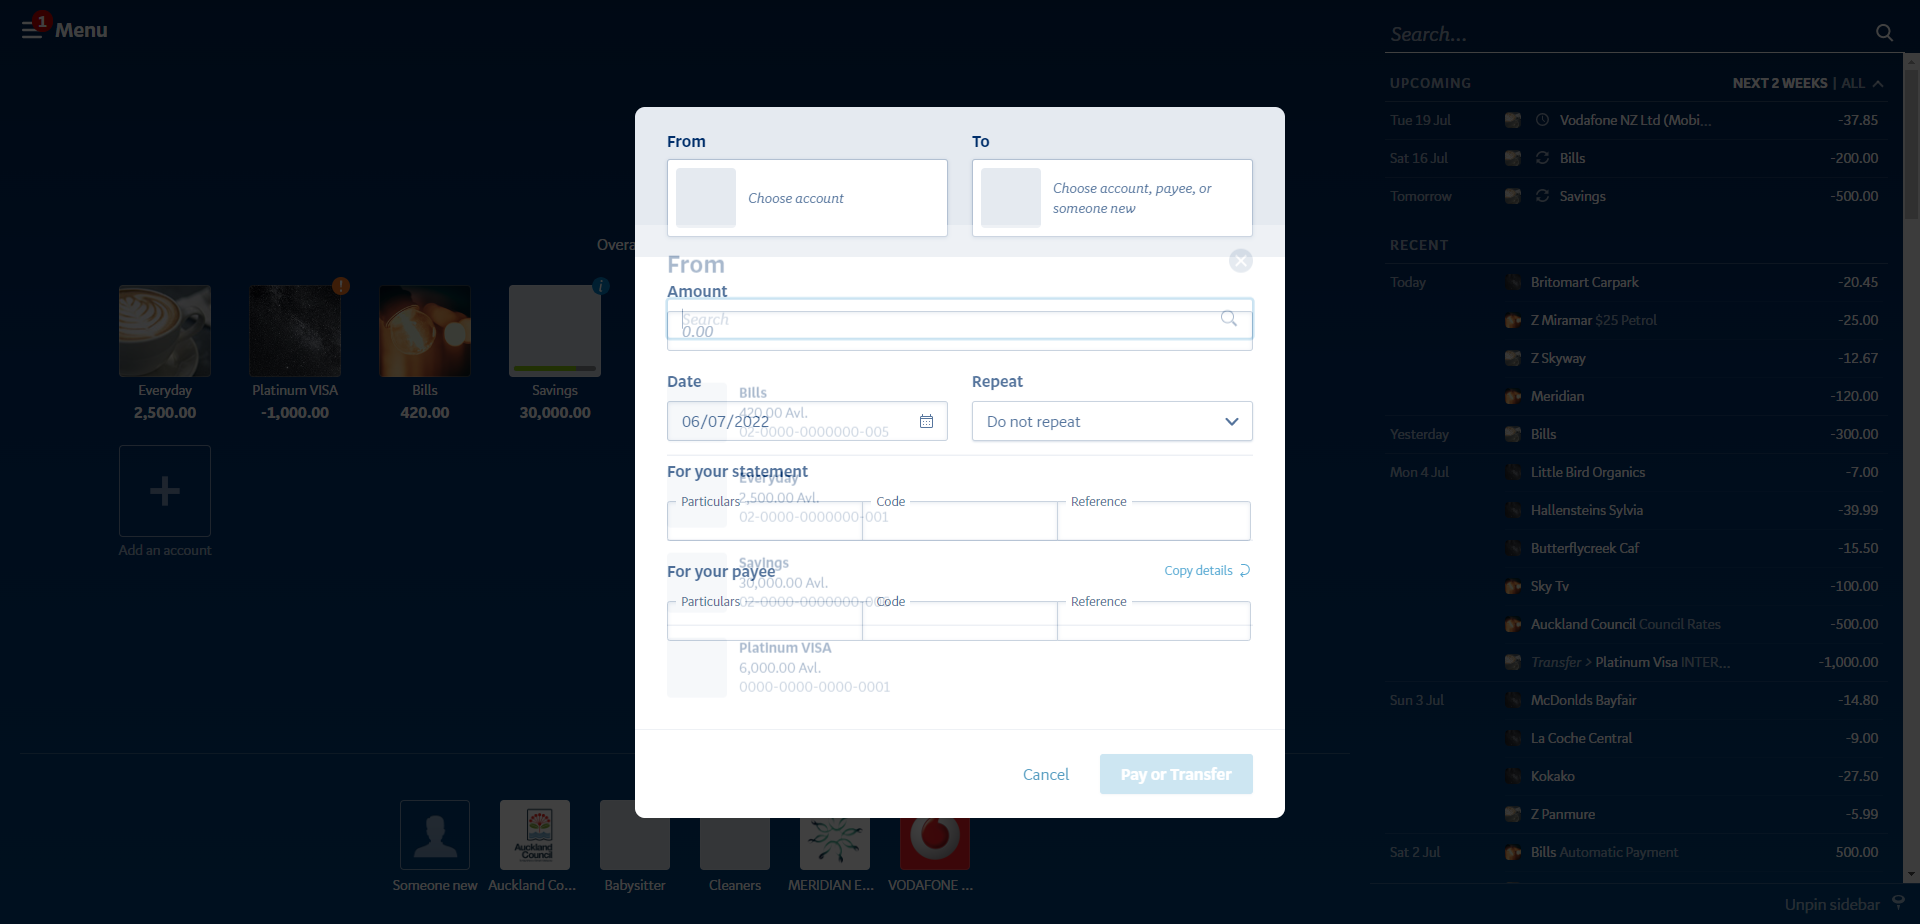 1
Menu
Search...
UPCOMING
NEXT 2 WEEKS | ALL
Tue 19 Jul Vodafone NZ Ltd (Mobi... -37.85
Sat 16 Jul Bills -200.00
Tomorrow Savings -500.00
RECENT
Today Britomart Carpark -20.45
Z Miramar $25 Petrol -25.00
Z Skyway -12.67
Meridian -120.00
Yesterday Bills -300.00
Mon 4 Jul Little Bird Organics -7.00
Hallensteins Sylvia -39.99
Butterflycreek Caf -15.50
Sky Tv -100.00
Auckland Council Council Rates -500.00
Transfer > Platinum Visa INTER... -1,000.00
Sun 3 Jul McDonlds Bayfair -14.80
La Coche Central -9.00
Kokako -27.50
Z Panmure -5.99
Sat 2 Jul Bills Automatic Payment 500.00
Unpin sidebar
Overa
Everyday
2,500.00
Platinum VISA
-1,000.00
Bills
420.00
Savings
30,000.00
Add an account
From
To
Choose account
Choose account, payee, or
someone new
From
Amount
Search
0.00
Date
Repeat
06/07/2022
Do not repeat
Bills
420.00 Avl.
02-0000-0000000-005
For your statement
Everyday
2,500.00 Avl.
02-0000-0000000-001
Particulars
Code
Reference
Savings
30,000.00 Avl.
02-0000-0000000-
For your payee
Copy details
Particulars
Code
Reference
Platinum VISA
6,000.00 Avl.
0000-0000-0000-0001
Cancel
Pay or Transfer
Someone new
Auckland
Council
Auckland Co...
Babysitter
Cleaners
MERIDIAN E...
VODAFONE ...